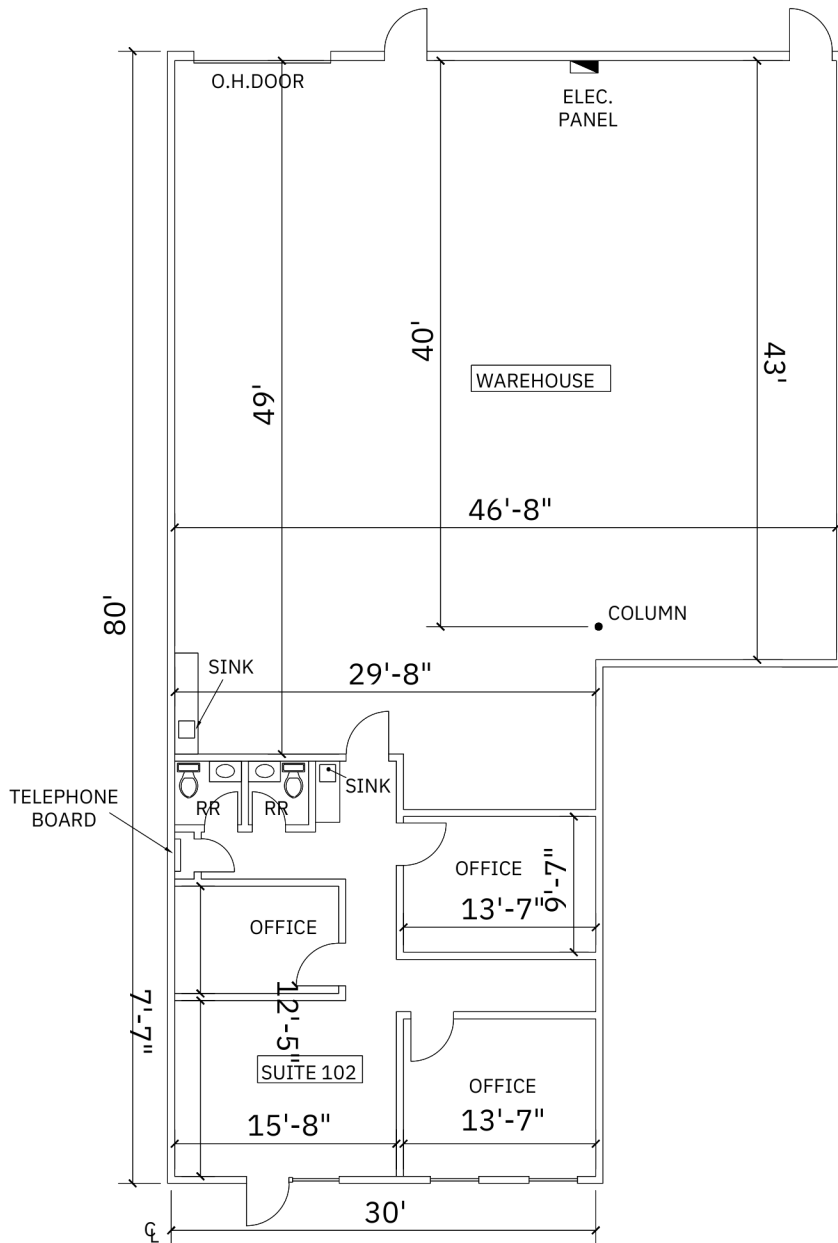 O.H.DOOR
ELEC.
PANEL
40'
43'
49'
WAREHOUSE
46'-8"
80'
COLUMN
SINK
29'-8"
SINK
TELEPHONE
BOARD
RR
RR
OFFICE
9'-7"
13'-7"
OFFICE
7'-7"
12'-5"
SUITE 102
OFFICE
15'-8"
13'-7"
30'
℄